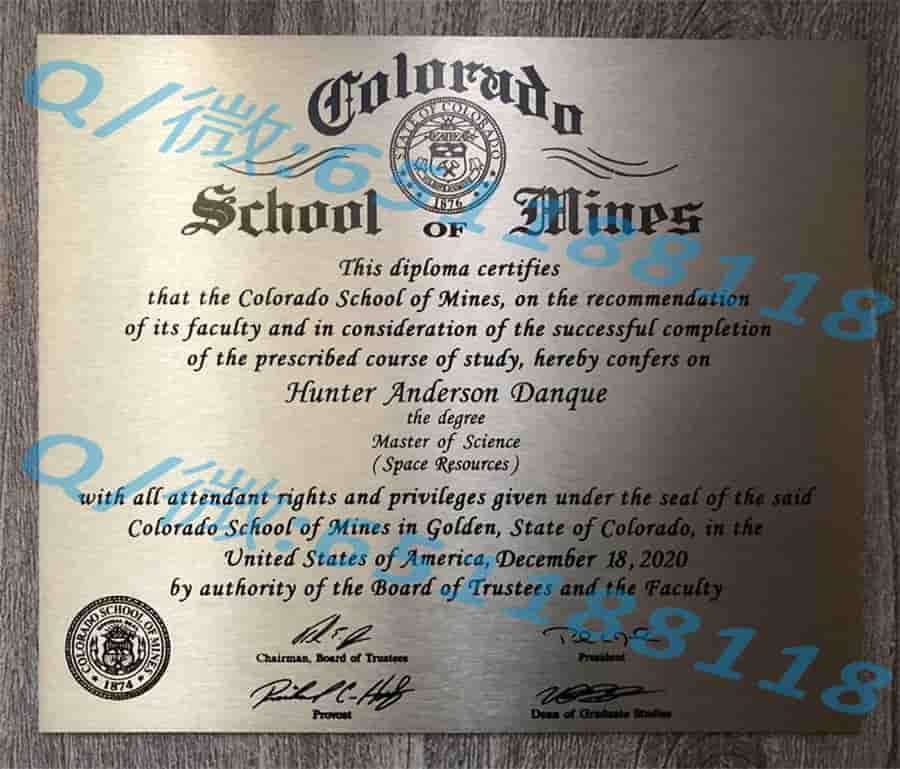 Colorado
STATE OF COLORADO
1876
School OF Mines
This diploma certifies
that the Colorado School of Mines, on the recommendation
of its faculty and in consideration of the successful completion
of the prescribed course of study, hereby confers on
Hunter Anderson Danque
the degree
Master of Science
(Space Resources)
with all attendant rights and privileges given under the seal of the said
Colorado School of Mines in Golden, State of Colorado, in the
United States of America, December 18, 2020
by authority of the Board of Trustees and the Faculty
COLORADO SCHOOL OF MINES
1874
Chairman, Board of Trustees
President
Provost
Dean of Graduate Studies
Q/微:651188118
Q/微:651188118